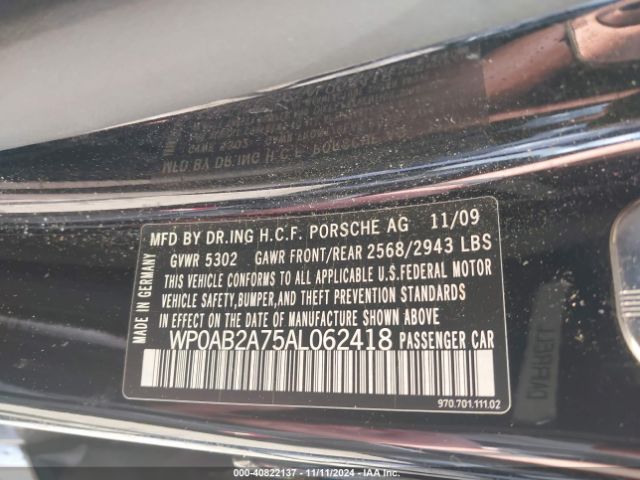 MFD BY DR.ING H.C.F. PORSCHE AG 11/09
GVWR 5302 GAWR FRONT/REAR 2568/2943 LBS
THIS VEHICLE CONFORMS TO ALL APPLICABLE U.S.FEDERAL MOTOR
VEHICLE SAFETY,BUMPER,AND THEFT PREVENTION STANDARDS
IN EFFECT ON THE DATE OF MANUFACTURE SHOWN ABOVE
WP0AB2A75AL062418 PASSENGER CAR
MADE IN GERMANY
970.701.111.02
000-40822137 - 11/11/2024 - IAA Inc.